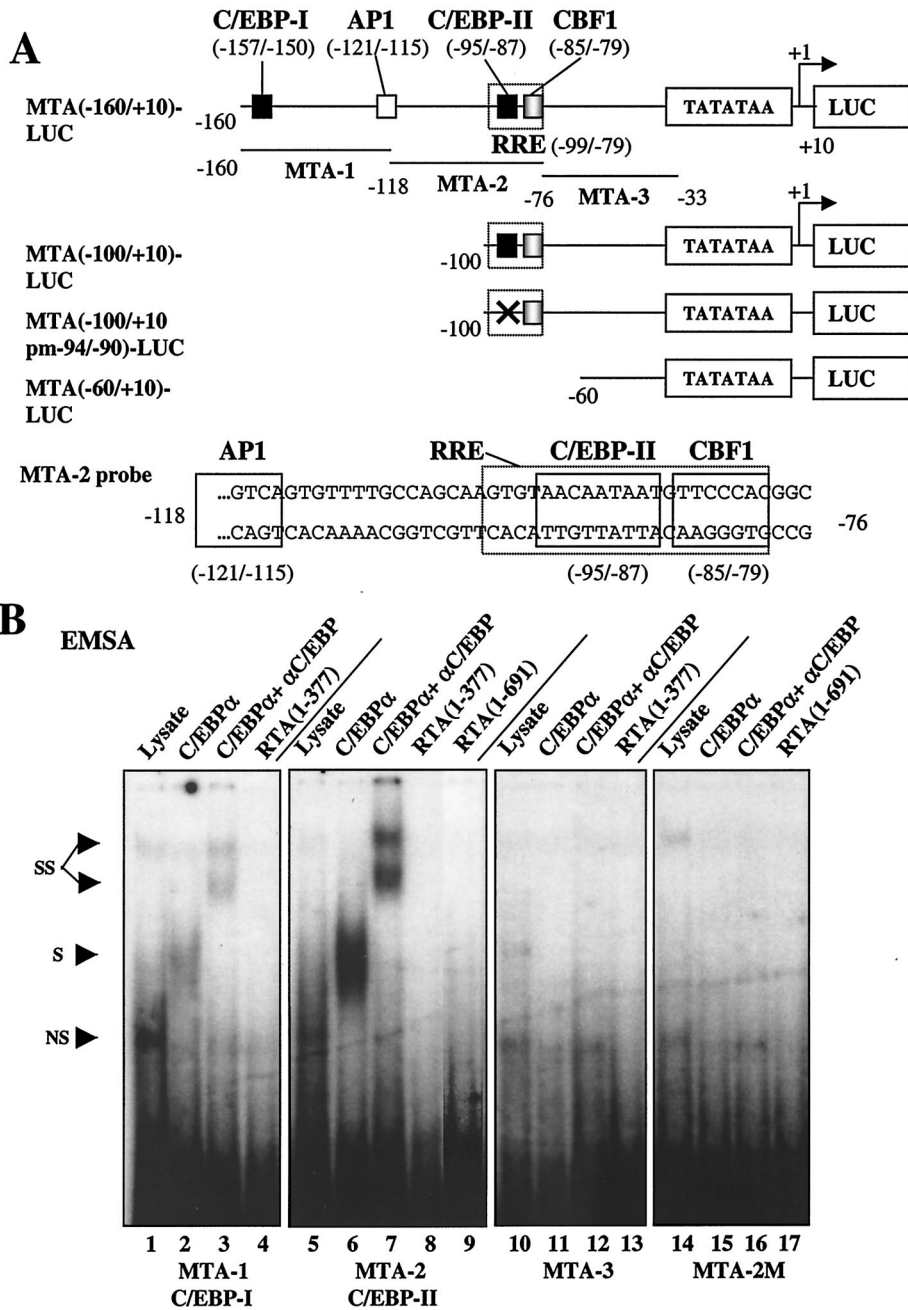 A
C/EBP-I AP1 C/EBP-II CBF1
(-157/-150) (-121/-115) (-95/-87) (-85/-79)
+1
MTA(-160/+10)-
LUC
-160
TATATAA
LUC
RRE (-99/-79)
+10
-160
MTA-1
-118
MTA-2
-76
MTA-3
-33
+1
MTA(-100/+10)-
LUC
-100
TATATAA
LUC
MTA(-100/+10
pm-94/-90)-LUC
-100
TATATAA
LUC
MTA(-60/+10)-
LUC
-60
TATATAA
LUC
AP1 RRE C/EBP-II CBF1
MTA-2 probe
...GTCAGTGTTTTGCCAGCAAGTGTAACAATAATGTTCCCACGGC
-118 -76
...CAGTCACAAAACGGTCGTTCACATTGTTATTACAAGGGTGCCG
(-121/-115) (-95/-87) (-85/-79)
B
EMSA
Lysate
C/EBPα
C/EBPα+ αC/EBP
RTA(1-377)
Lysate
C/EBPα
C/EBPα+ αC/EBP
RTA(1-377)
RTA(1-691)
Lysate
C/EBPα
C/EBPα+ αC/EBP
RTA(1-377)
Lysate
C/EBPα
C/EBPα+ αC/EBP
RTA(1-691)
SS
S
NS
1 2 3 4 5 6 7 8 9 10 11 12 13 14 15 16 17
MTA-1 MTA-2 MTA-3 MTA-2M
C/EBP-I C/EBP-II